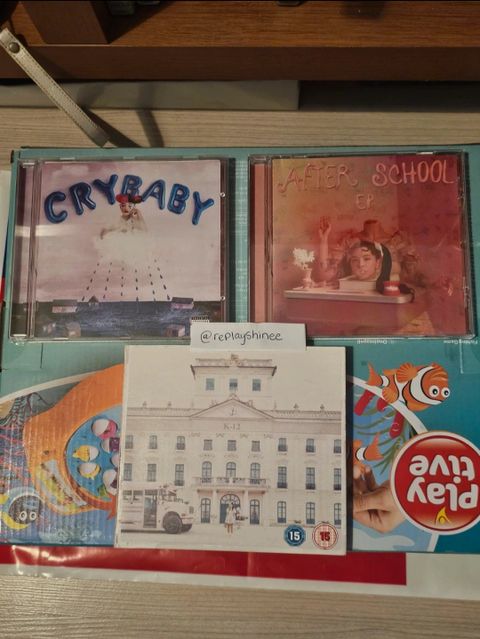 CRYBABY
AFTER SCHOOL
EP
@replayshinee
K-12
15
15
play
tive